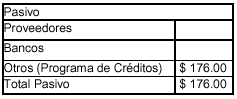 Pasivo
Proveedores
Bancos
Otros (Programa de Créditos) $ 176.00
Total Pasivo $ 176.00